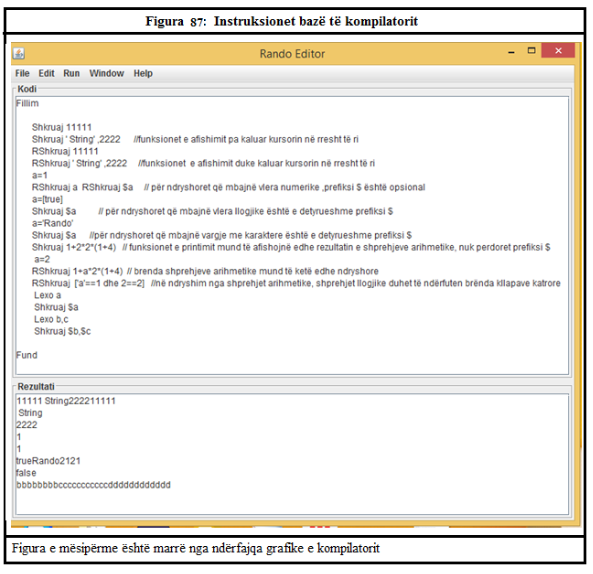 Figura 87: Instruksionet bazë të kompilatorit
Rando Editor
File Edit Run Window Help
Kodi
Fillim
Shkruaj 11111
Shkruaj ' String' ,2222 //funksionet e afishimit pa kaluar kursorin në rresht të ri
RShkruaj 11111
RShkruaj ' String' ,2222 //funksionet e afishimit duke kaluar kursorin në rresht të ri
a=1
RShkruaj a RShkruaj $a // për ndryshoret që mbajnë vlera numerike ,prefiksi $ është opsional
a=[true]
Shkruaj $a // për ndryshoret që mbajnë vlera llogjike është e detyrueshme prefiksi $
a='Rando'
Shkruaj $a //për ndryshoret që mbajnë vargje me karaktere është e detyrueshme prefiksi $
Shkruaj 1+2*2*(1+4) // funksionet e printimit mund të afishojnë edhe rezultatin e shprehjeve arihmetike, nuk perdoret prefiksi $
a=2
RShkruaj 1+a*2*(1+4) // brenda shprehjeve arihmetike mund të ketë edhe ndryshore
RShkruaj ['a'==1 dhe 2==2] //në ndryshim nga shprehjet arihmetike, shprehjet llogjike duhet të ndërfuten brënda kllapave katrore
Lexo a
Shkruaj $a
Lexo b,c
Shkruaj $b,$c
Fund
Rezultati
11111 String222211111
String
2222
1
1
trueRando2121
false
bbbbbbbbcccccccccccdddddddddddd
Figura e mësipërme është marrë nga ndërfajqa grafike e kompilatorit